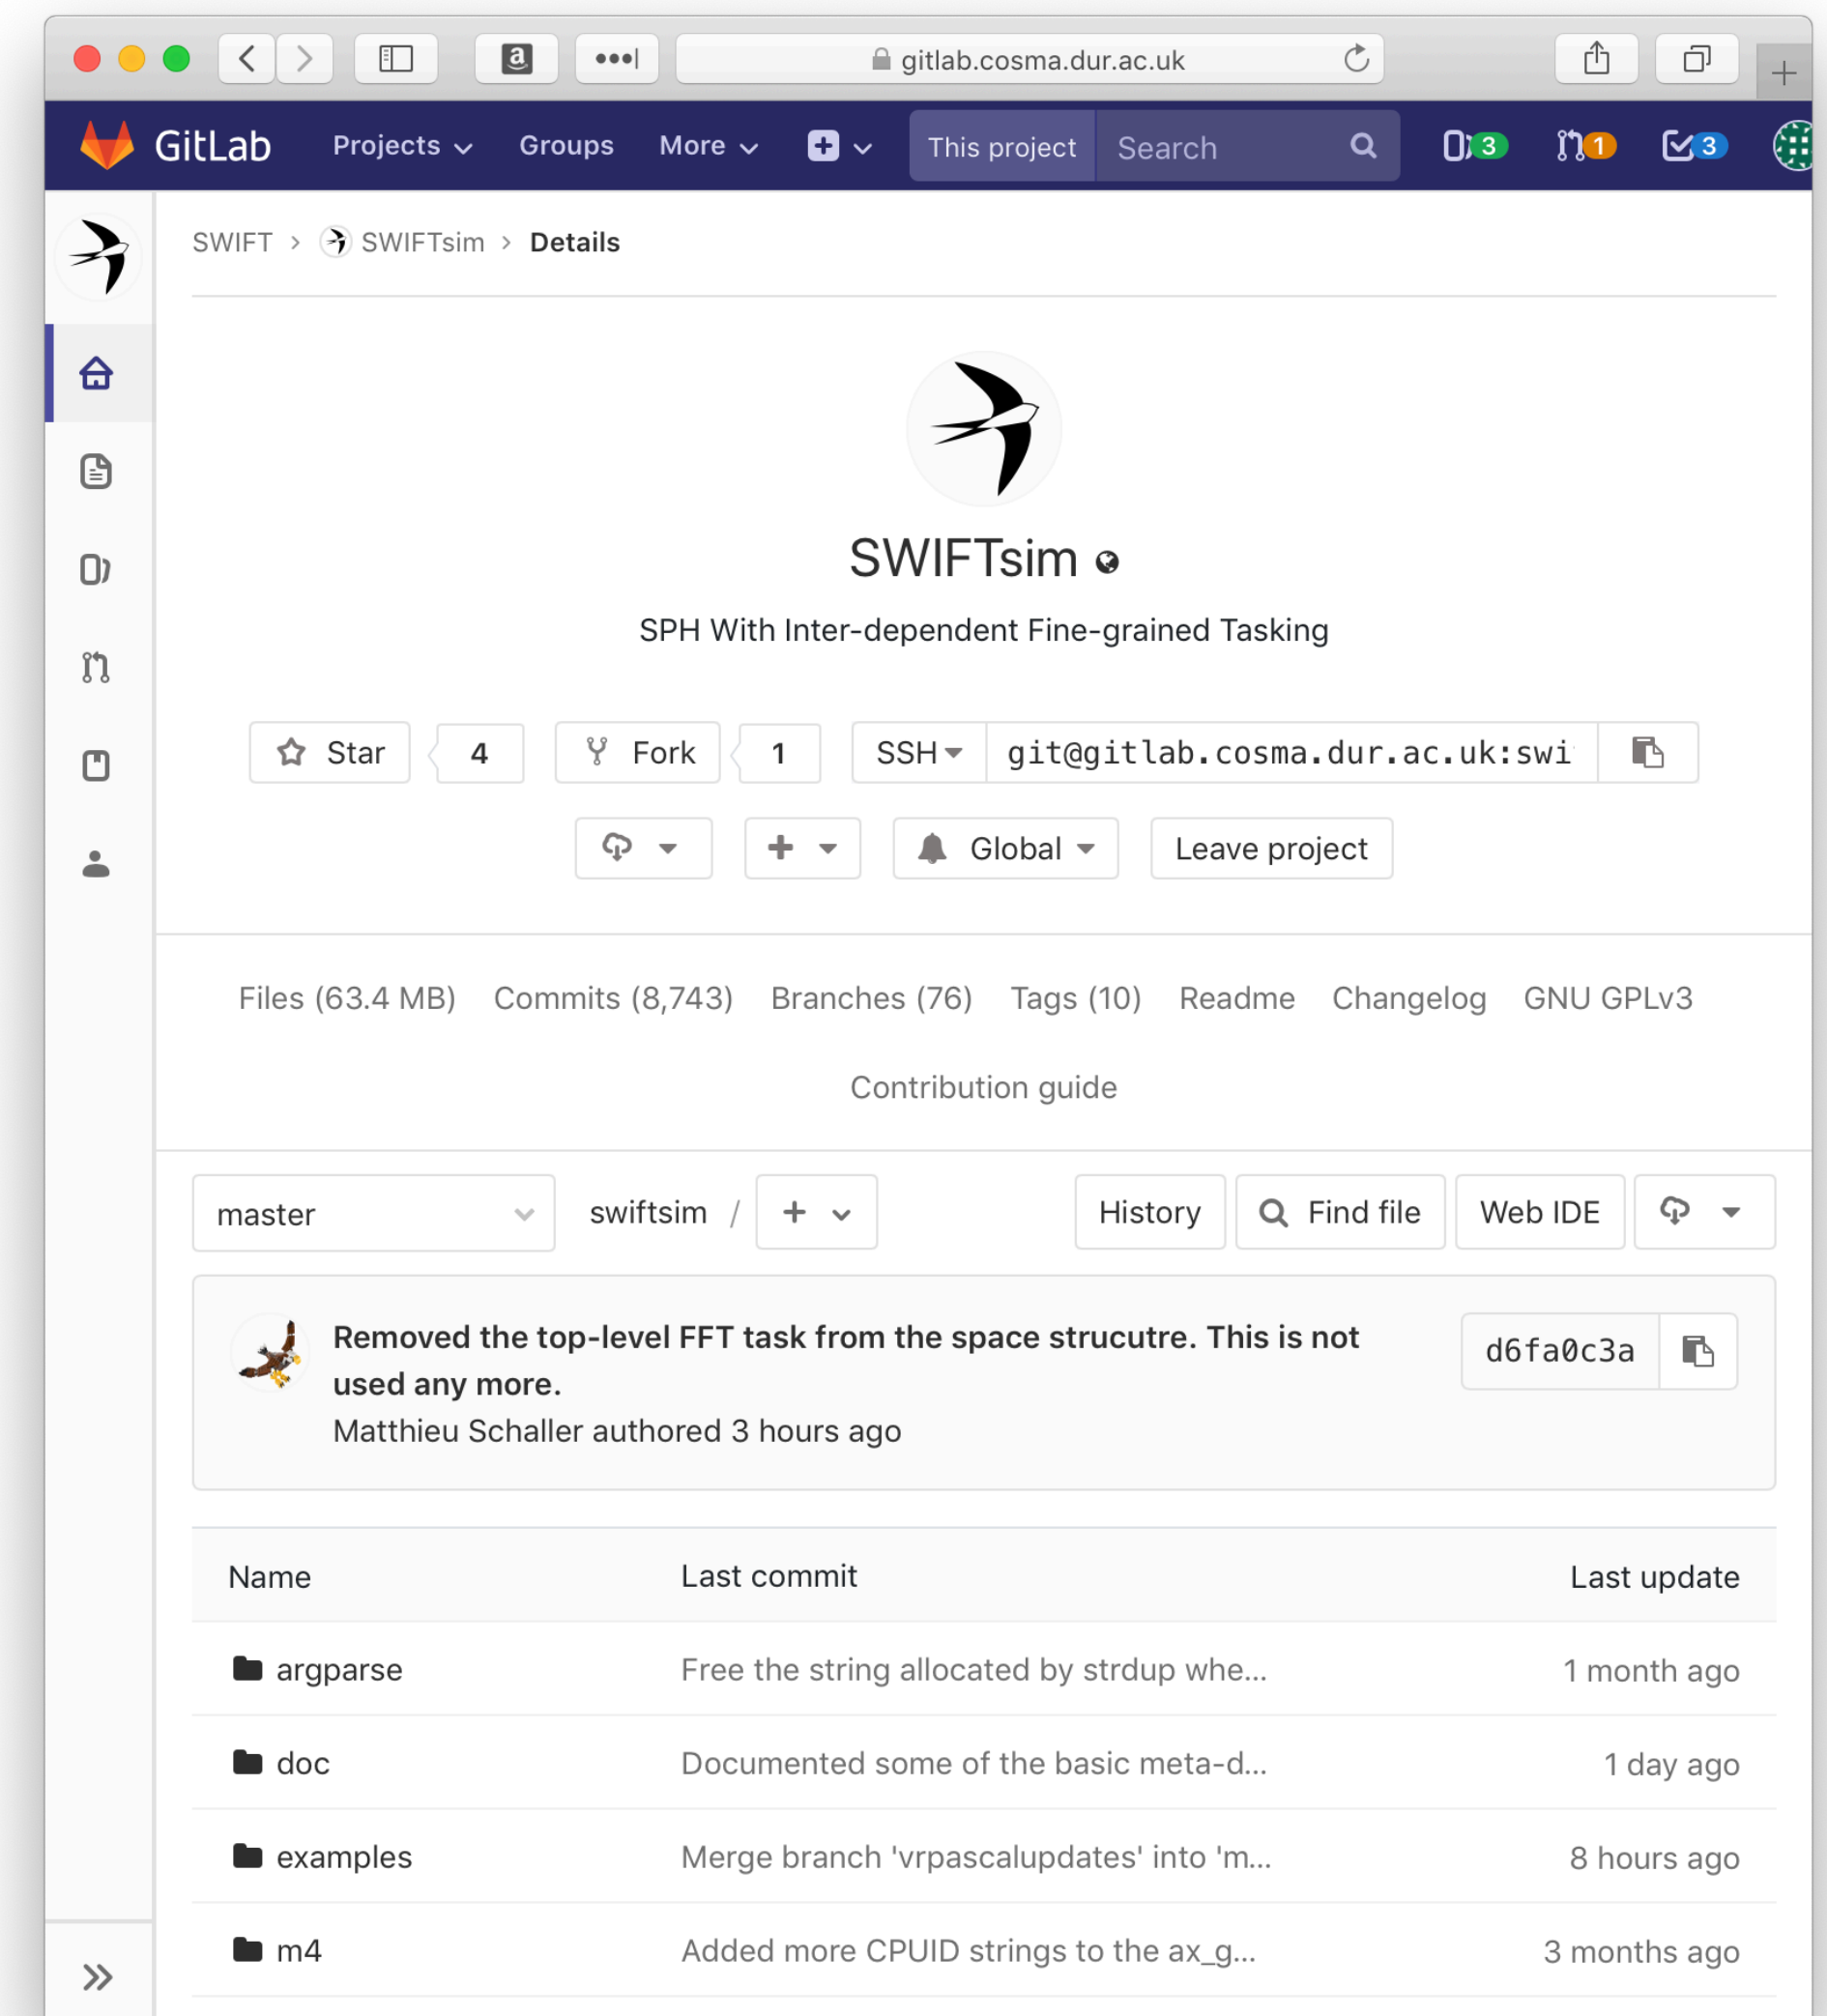 gitlab.cosma.dur.ac.uk
GitLab Projects Groups More This project Search 3 1 3
SWIFT > SWIFTsim > Details
SWIFTsim
SPH With Inter-dependent Fine-grained Tasking
Star 4 Fork 1 SSH git@gitlab.cosma.dur.ac.uk:swi
Global Leave project
Files (63.4 MB) Commits (8,743) Branches (76) Tags (10) Readme Changelog GNU GPLv3
Contribution guide
master swiftsim / + History Find file Web IDE
Removed the top-level FFT task from the space strucutre. This is not
used any more.
d6fa0c3a
Matthieu Schaller authored 3 hours ago
Name Last commit Last update
argparse Free the string allocated by strdup whe... 1 month ago
doc Documented some of the basic meta-d... 1 day ago
examples Merge branch 'vrpascalupdates' into 'm... 8 hours ago
m4 Added more CPUID strings to the ax_g... 3 months ago